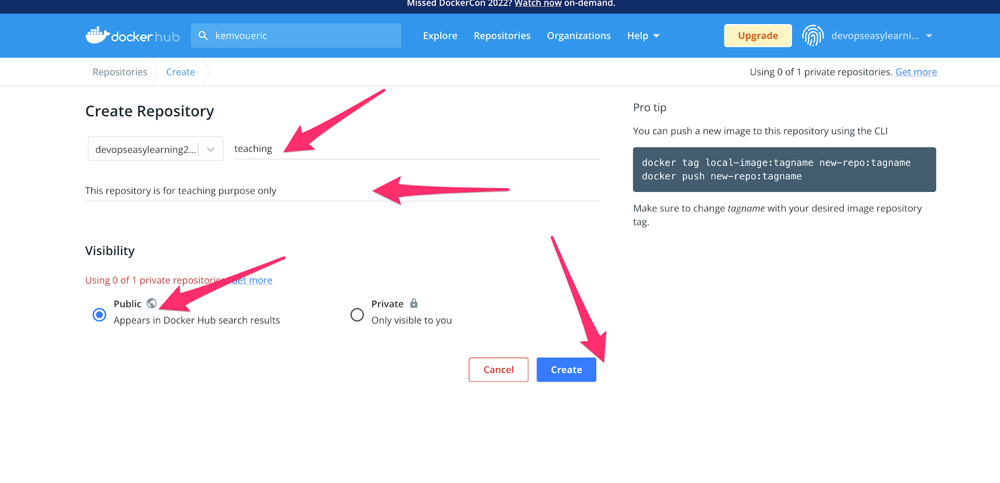 Missed DockerCon 2022? Watch now on-demand.
docker hub
kemvoueric
Explore Repositories Organizations Help
Upgrade
devopseasylearni...
Repositories
Create
Using 0 of 1 private repositories. Get more
Create Repository
devopseasylearning2...
teaching
This repository is for teaching purpose only
Visibility
Using 0 of 1 private repositories. Get more
Public
Appears in Docker Hub search results
Private
Only visible to you
Cancel
Create
Pro tip
You can push a new image to this repository using the CLI
docker tag local-image:tagname new-repo:tagname
docker push new-repo:tagname
Make sure to change tagname with your desired image repository
tag.